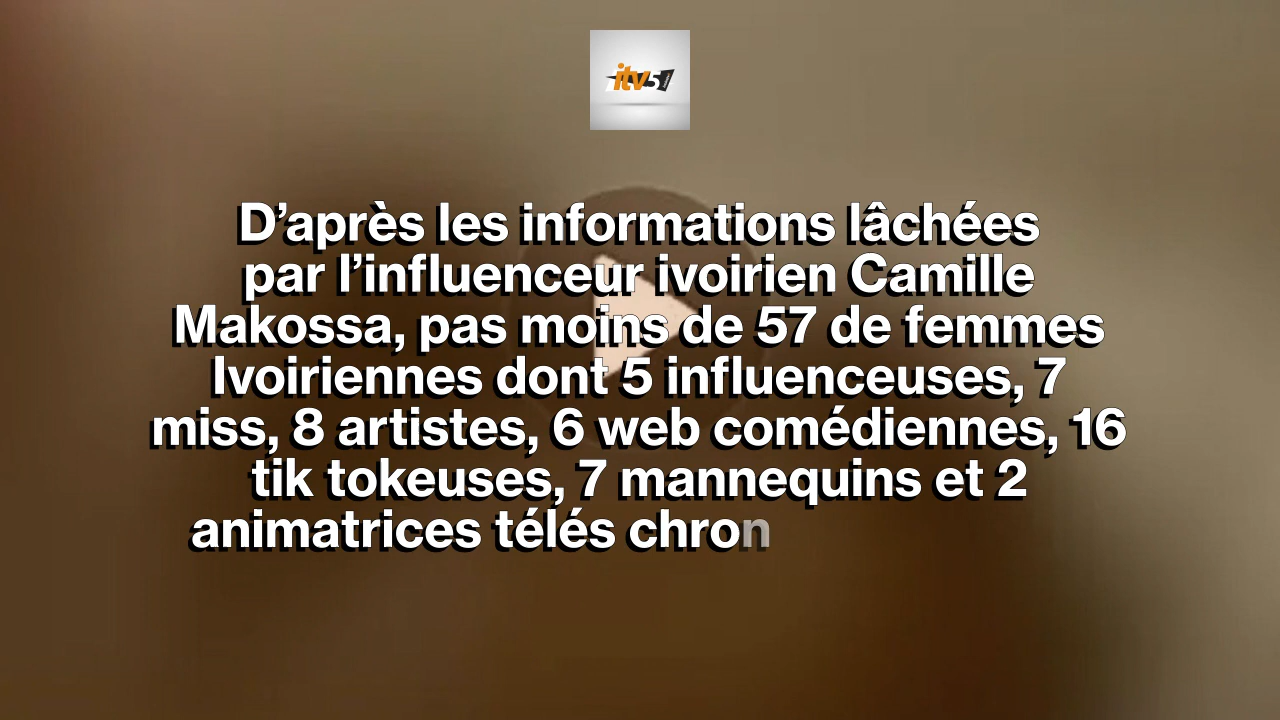 itv5
D’après les informations lâchées
par l’influenceur ivoirien Camille
Makossa, pas moins de 57 de femmes
Ivoiriennes dont 5 influenceuses, 7
miss, 8 artistes, 6 web comédiennes, 16
tik tokeuses, 7 mannequins et 2
animatrices télés chron